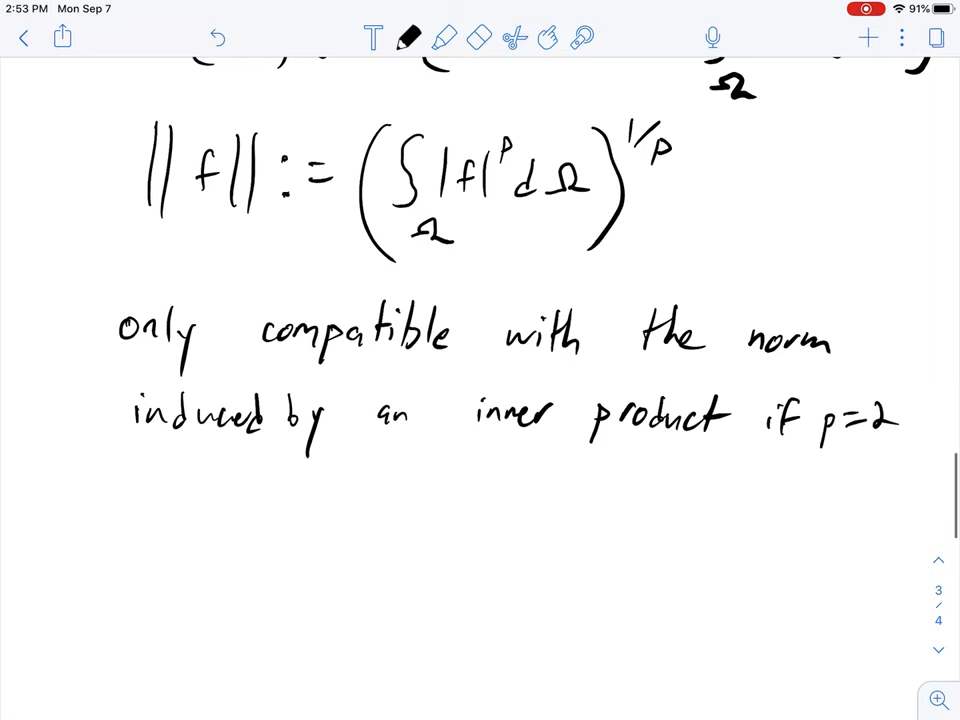 2:53 PM Mon Sep 7 91%
Ω
||f|| := (∫_Ω |f|^p dΩ)^{1/p}
only compatible with the norm
induced by an inner product if p=2
3
/
4